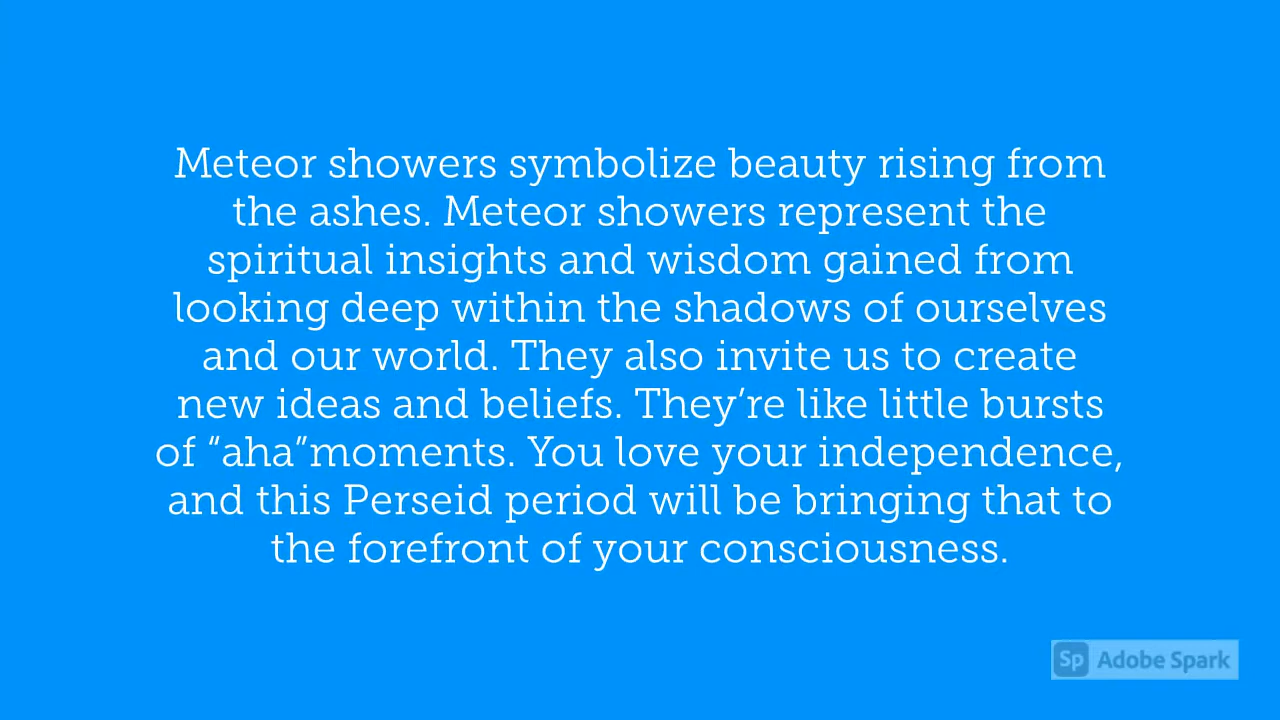 Meteor showers symbolize beauty rising from
the ashes. Meteor showers represent the
spiritual insights and wisdom gained from
looking deep within the shadows of ourselves
and our world. They also invite us to create
new ideas and beliefs. They’re like little bursts
of “aha”moments. You love your independence,
and this Perseid period will be bringing that to
the forefront of your consciousness.
Sp Adobe Spark